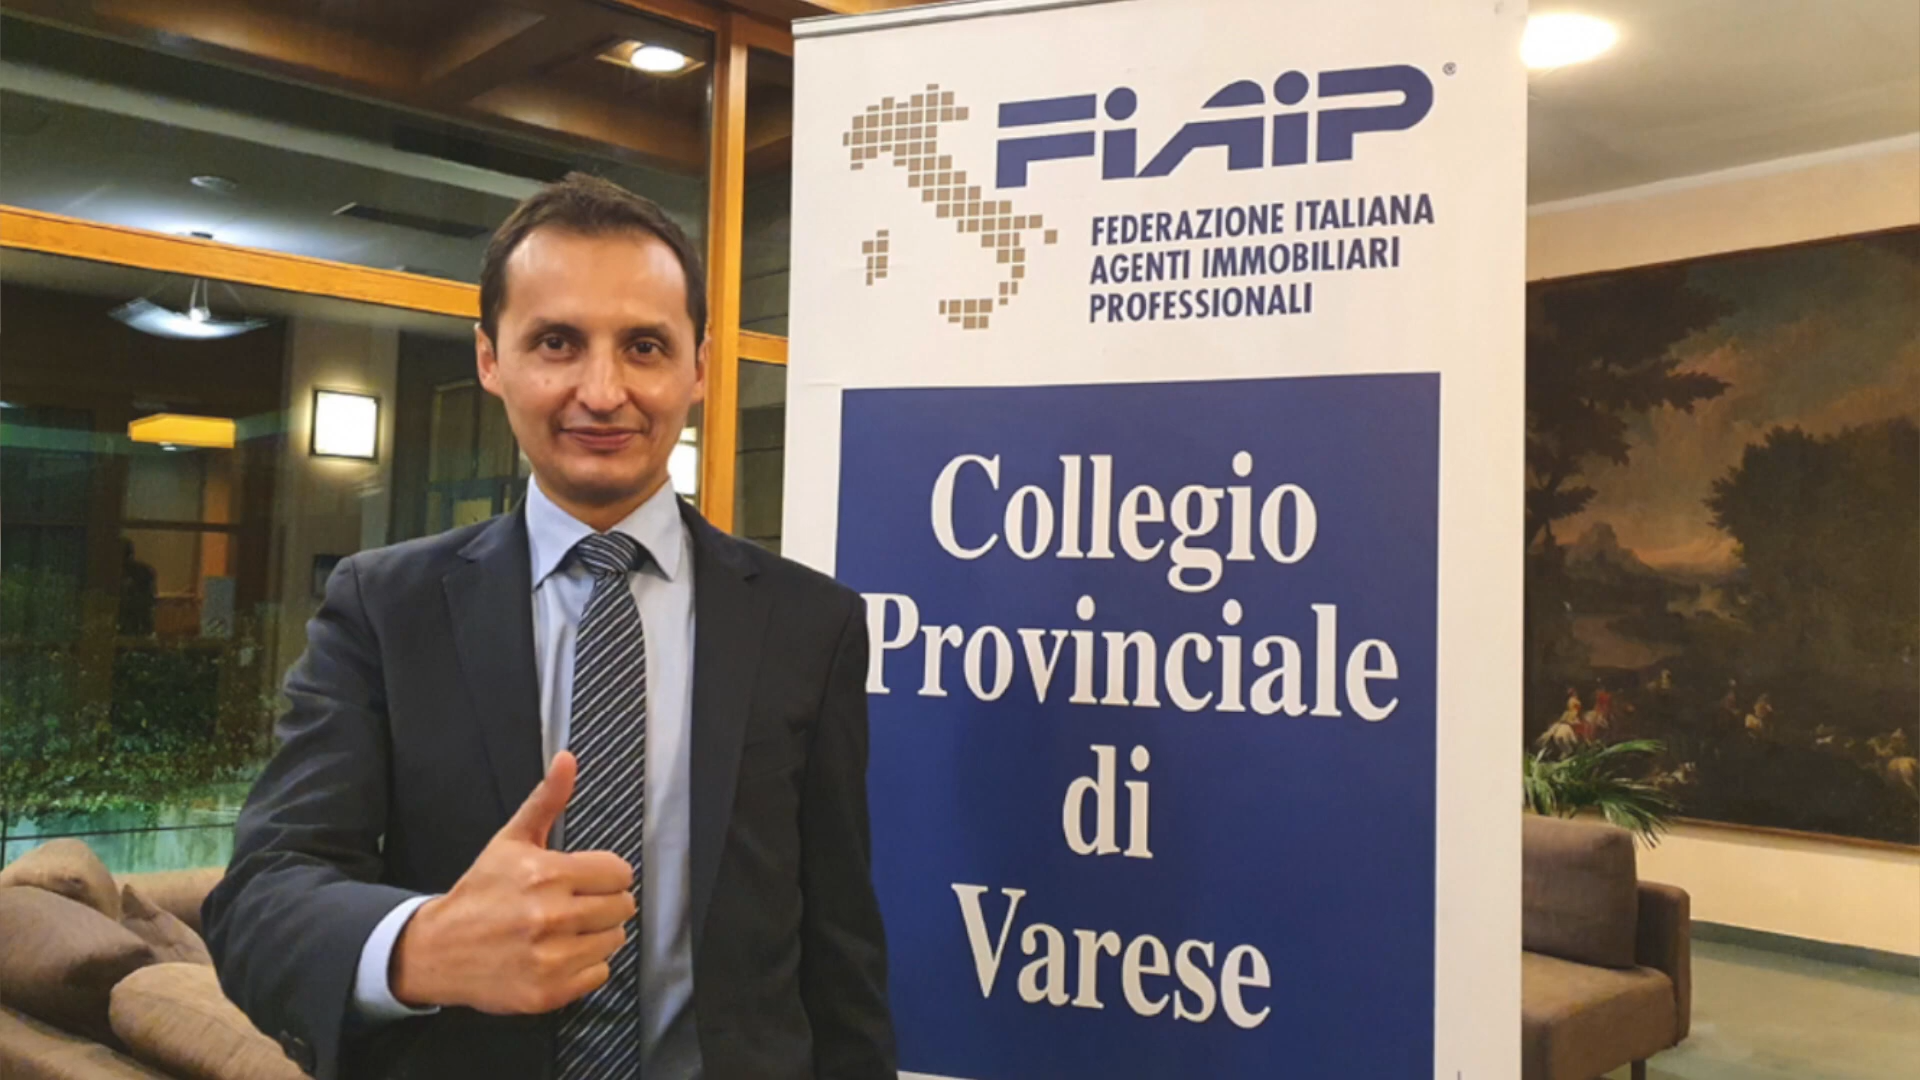 FiAiP®
FEDERAZIONE ITALIANA
AGENTI IMMOBILIARI
PROFESSIONALI
Collegio
Provinciale
di
Varese